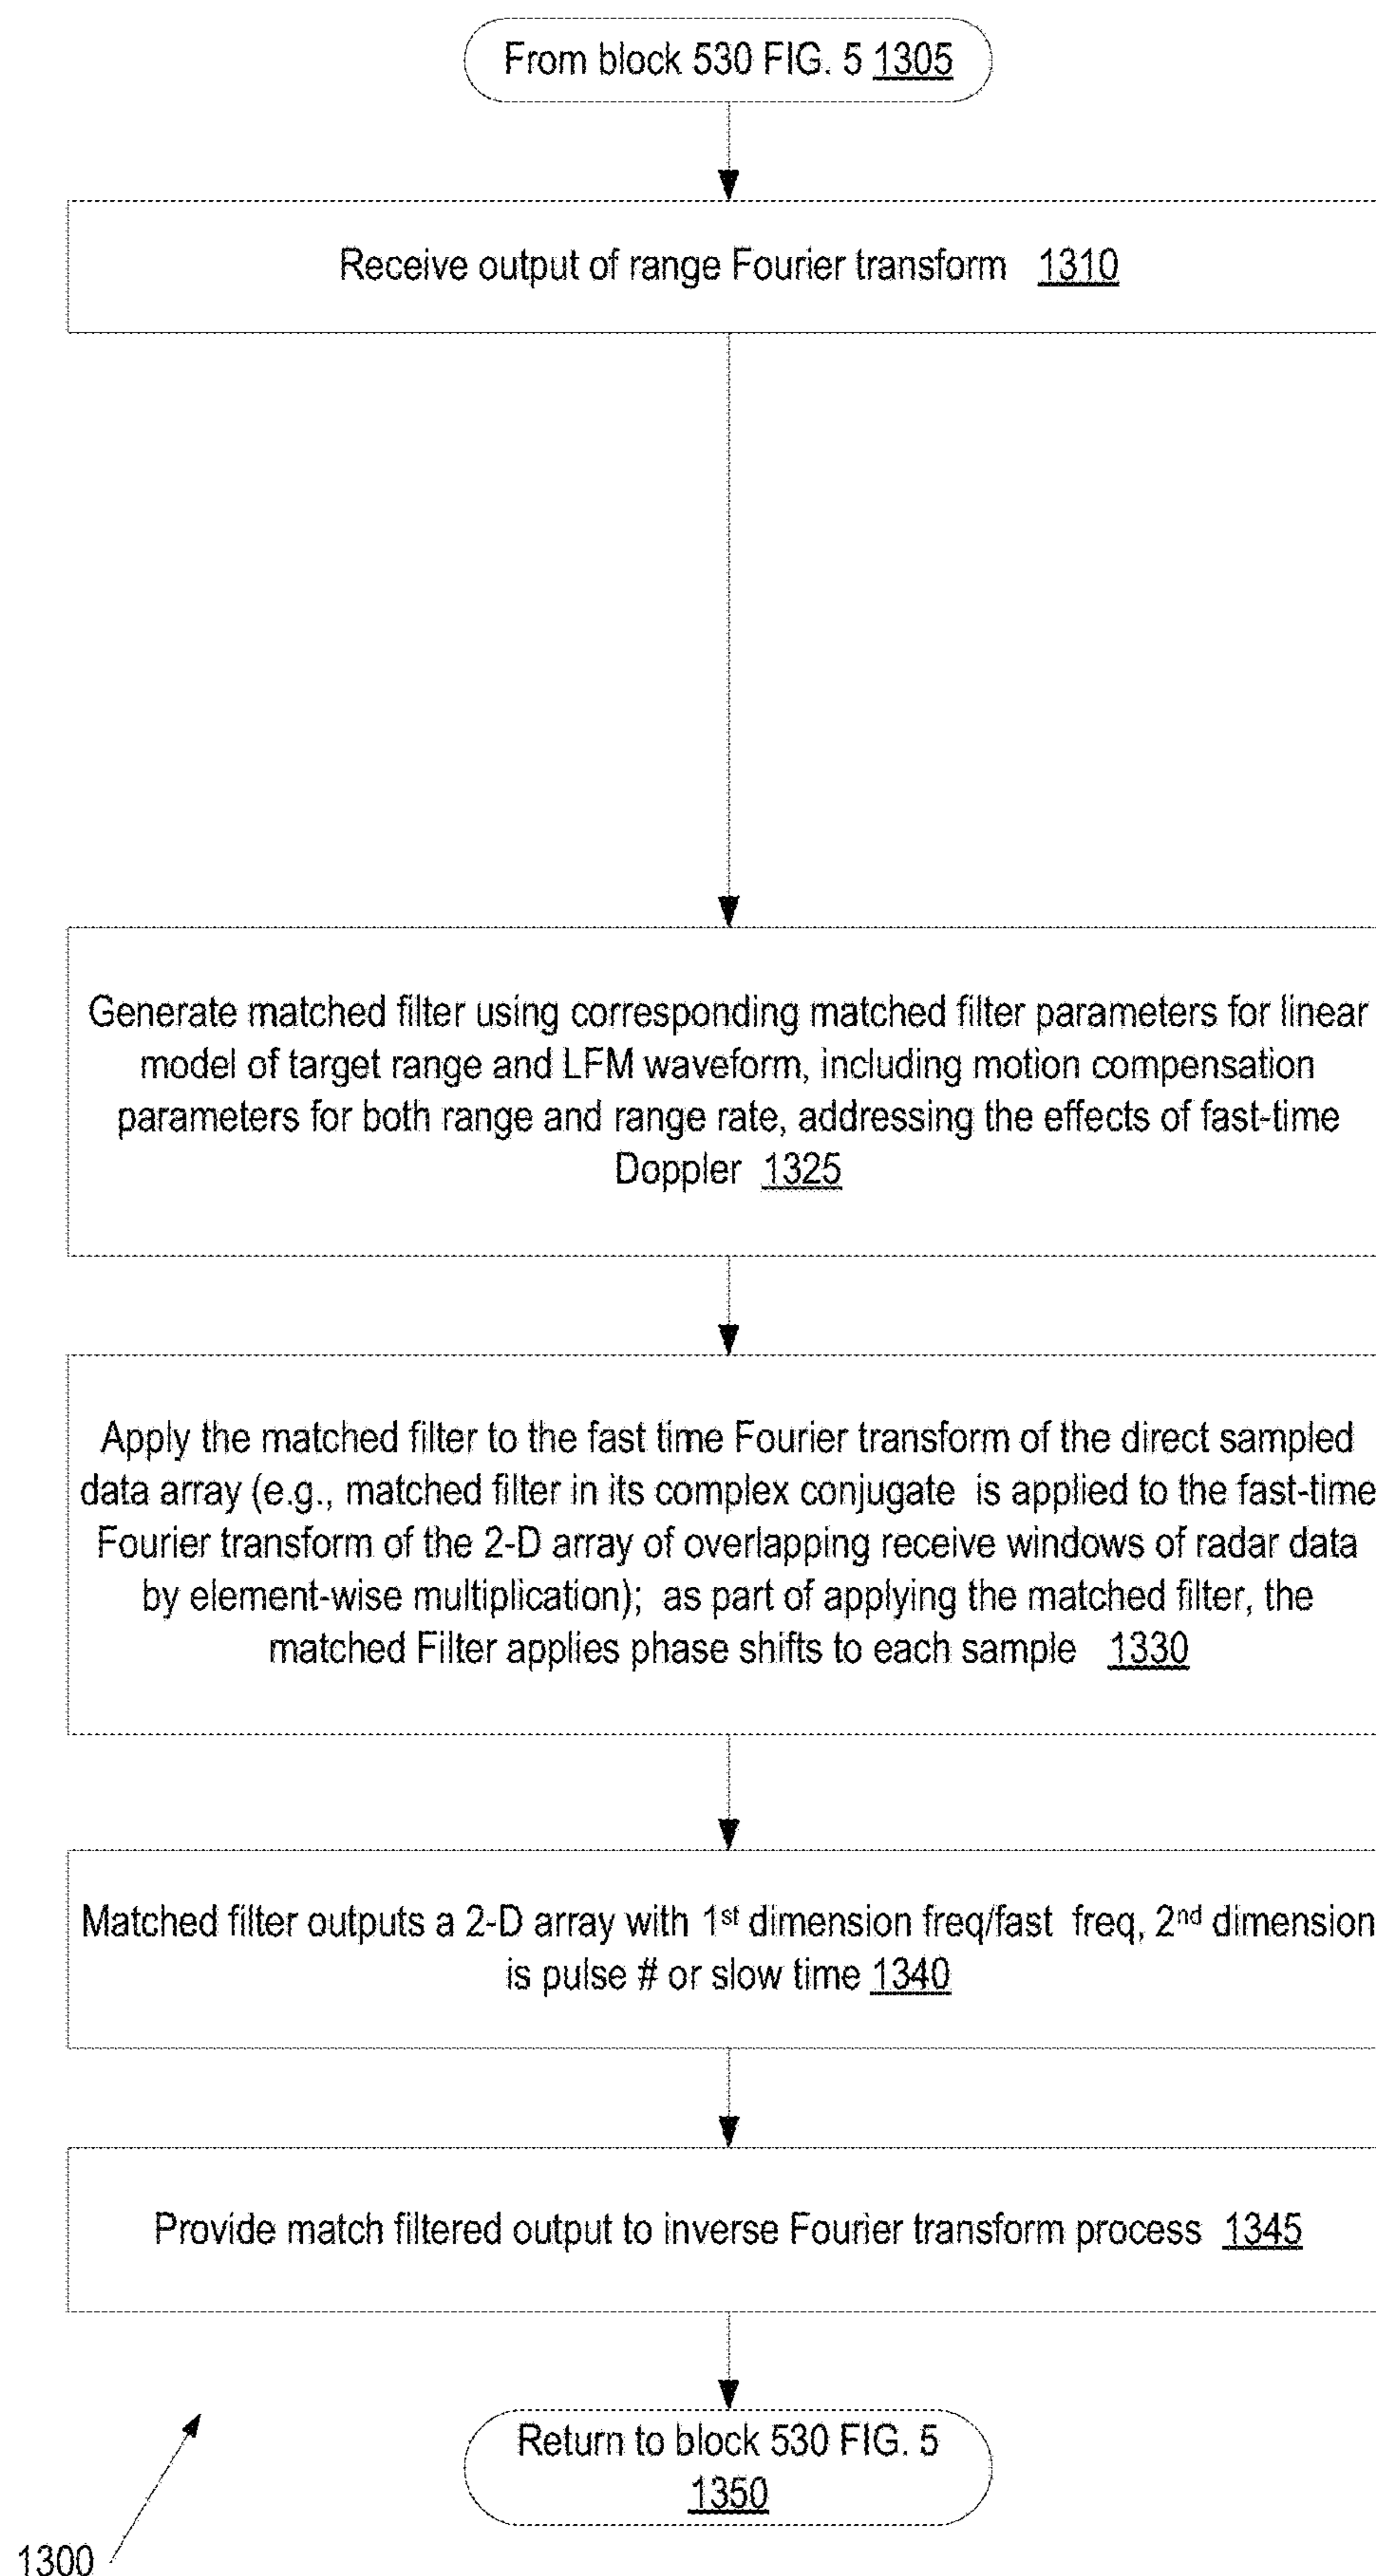 From block 530 FIG. 5 1305
Receive output of range Fourier transform 1310
Generate matched filter using corresponding matched filter parameters for linear
model of target range and LFM waveform, including motion compensation
parameters for both range and range rate, addressing the effects of fast-time
Doppler 1325
Apply the matched filter to the fast time Fourier transform of the direct sampled
data array (e.g., matched filter in its complex conjugate is applied to the fast-time
Fourier transform of the 2-D array of overlapping receive windows of radar data
by element-wise multiplication); as part of applying the matched filter, the
matched Filter applies phase shifts to each sample 1330
Matched filter outputs a 2-D array with 1st dimension freq/fast freq, 2nd dimension
is pulse # or slow time 1340
Provide match filtered output to inverse Fourier transform process 1345
Return to block 530 FIG. 5
1350
1300